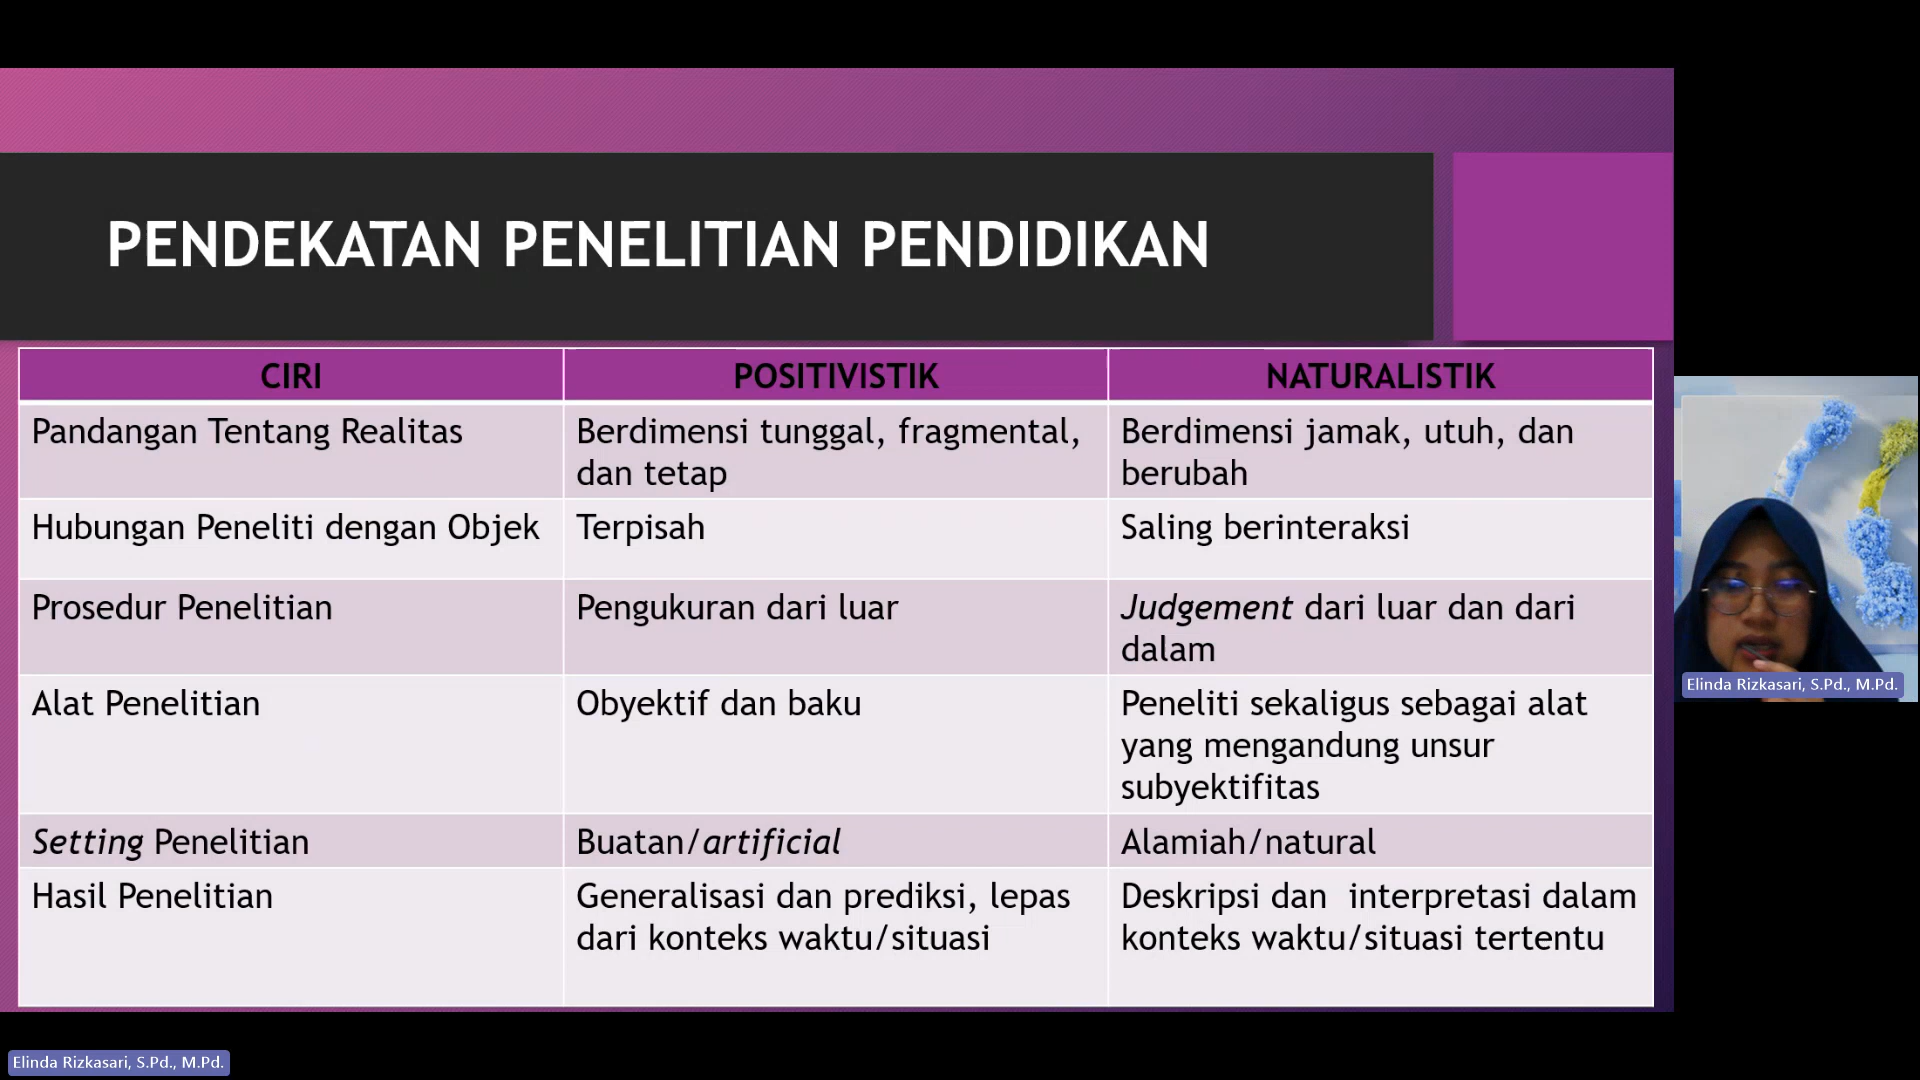 PENDEKATAN PENELITIAN PENDIDIKAN
CIRI
POSITIVISTIK
NATURALISTIK
Pandangan Tentang Realitas
Berdimensi tunggal, fragmental,
dan tetap
Berdimensi jamak, utuh, dan
berubah
Hubungan Peneliti dengan Objek
Terpisah
Saling berinteraksi
Prosedur Penelitian
Pengukuran dari luar
Judgement dari luar dan dari
dalam
Alat Penelitian
Obyektif dan baku
Peneliti sekaligus sebagai alat
yang mengandung unsur
subyektifitas
Setting Penelitian
Buatan/artificial
Alamiah/natural
Hasil Penelitian
Generalisasi dan prediksi, lepas
dari konteks waktu/situasi
Deskripsi dan interpretasi dalam
konteks waktu/situasi tertentu
Elinda Rizkasari, S.Pd., M.Pd.
Elinda Rizkasari, S.Pd., M.Pd.